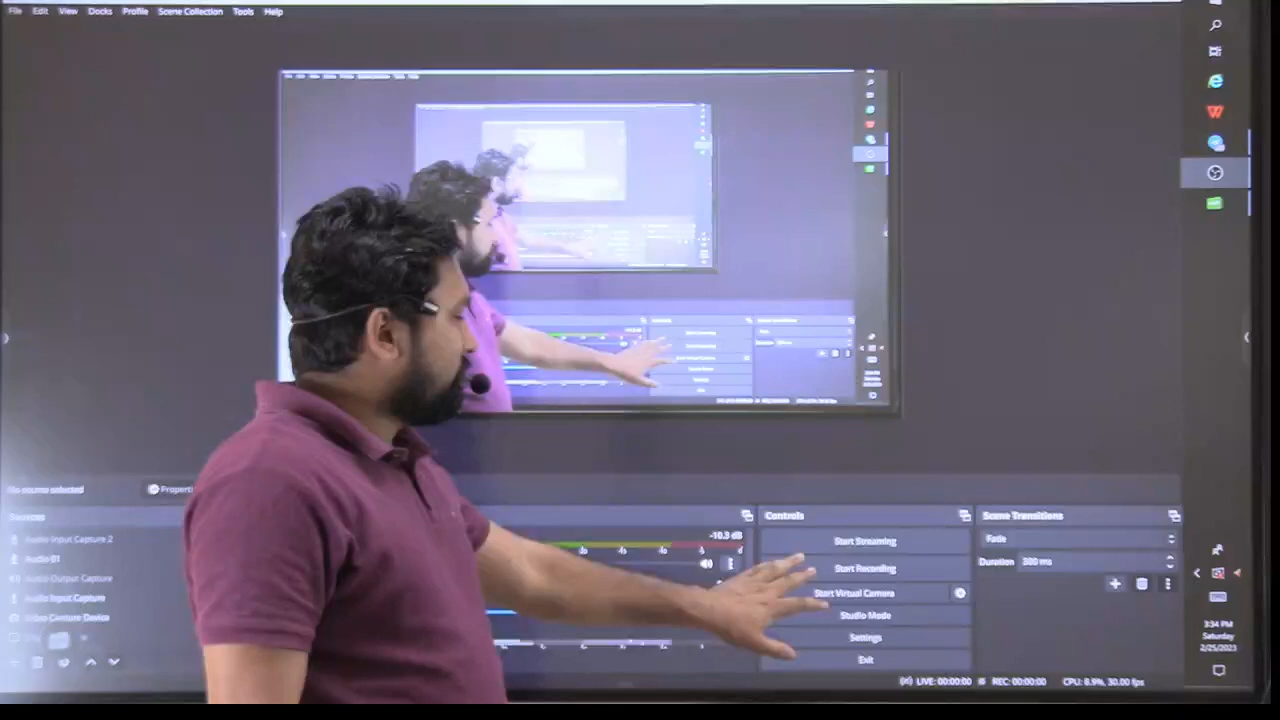 File Edit View Docks Profile Scene Collection Tools Help
No source selected
Properti
Sources
Audio Input Capture 2
Audio 01
Audio Output Capture
Audio Input Capture
Video Capture Device
-10.3 dB
Controls
Start Streaming
Start Recording
Start Virtual Camera
Studio Mode
Settings
Exit
Scene Transitions
Fade
Duration 300 ms
LIVE: 00:00:00 REC: 00:00:00 CPU: 8.9%, 30.00 fps
3:34 PM
Saturday
2/25/2023